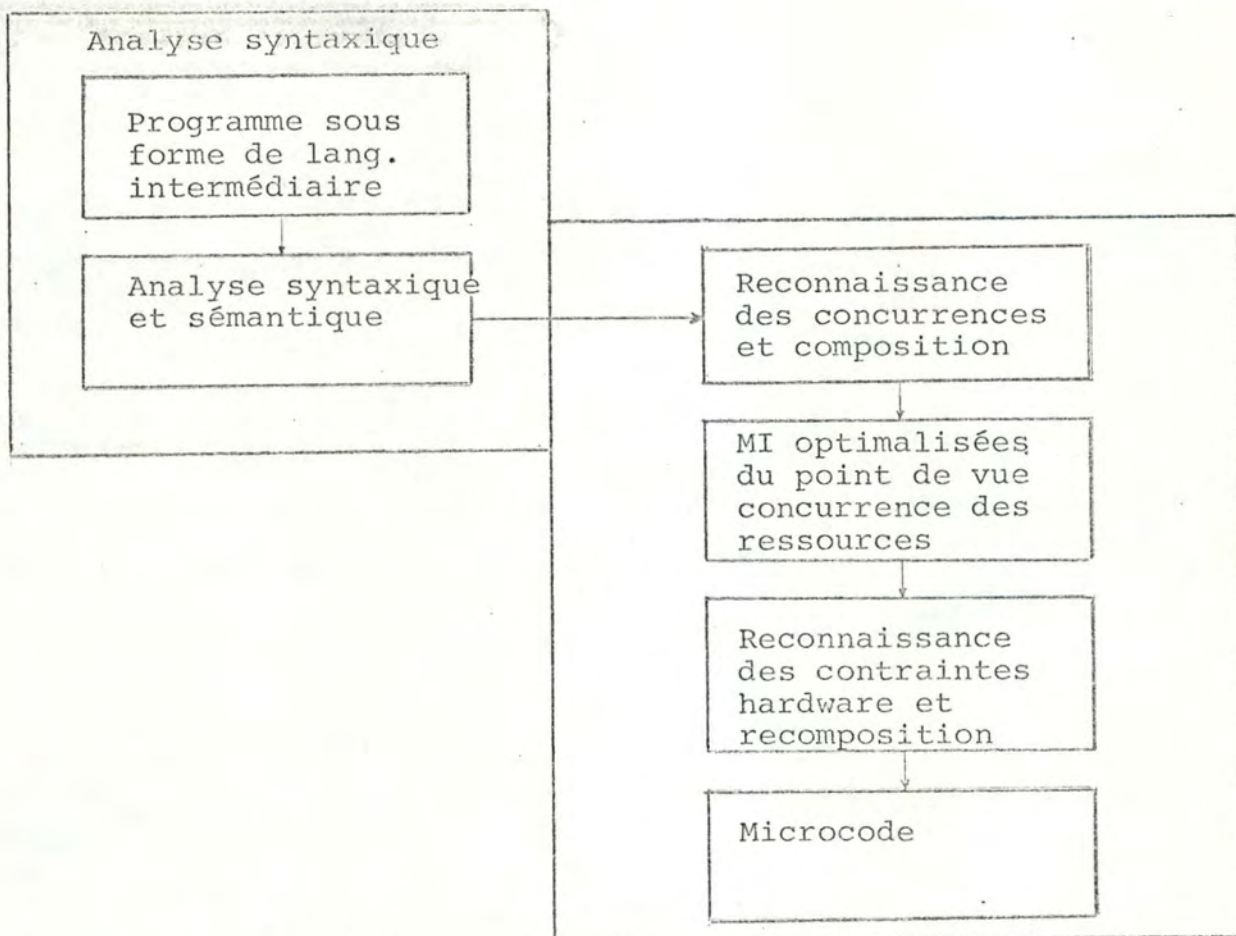 Analyse syntaxique
Programme sous
forme de lang.
intermédiaire
Analyse syntaxique
et sémantique
Reconnaissance
des concurrences
et composition
MI optimalisées
du point de vue
concurrence des
ressources
Reconnaissance
des contraintes
hardware et
recomposition
Microcode